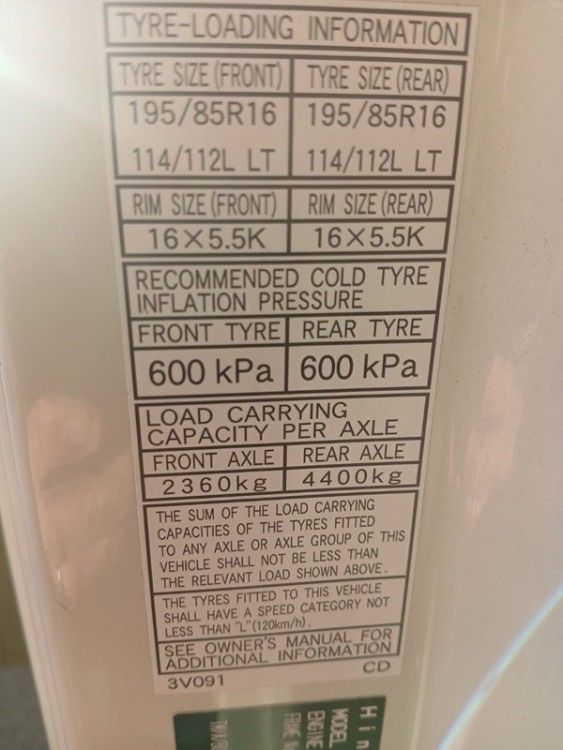 TYRE-LOADING INFORMATION
TYRE SIZE (FRONT) TYRE SIZE (REAR)
195/85R16 195/85R16
114/112L LT 114/112L LT
RIM SIZE (FRONT) RIM SIZE (REAR)
16×5.5K 16×5.5K
RECOMMENDED COLD TYRE
INFLATION PRESSURE
FRONT TYRE REAR TYRE
600 kPa 600 kPa
LOAD CARRYING
CAPACITY PER AXLE
FRONT AXLE REAR AXLE
2360kg 4400kg
THE SUM OF THE LOAD CARRYING
CAPACITIES OF THE TYRES FITTED
TO ANY AXLE OR AXLE GROUP OF THIS
VEHICLE SHALL NOT BE LESS THAN
THE RELEVANT LOAD SHOWN ABOVE.
THE TYRES FITTED TO THIS VEHICLE
SHALL HAVE A SPEED CATEGORY NOT
LESS THAN "L"(120km/h).
SEE OWNER'S MANUAL FOR
ADDITIONAL INFORMATION
3V091 CD
Hin
MODEL
ENGINE